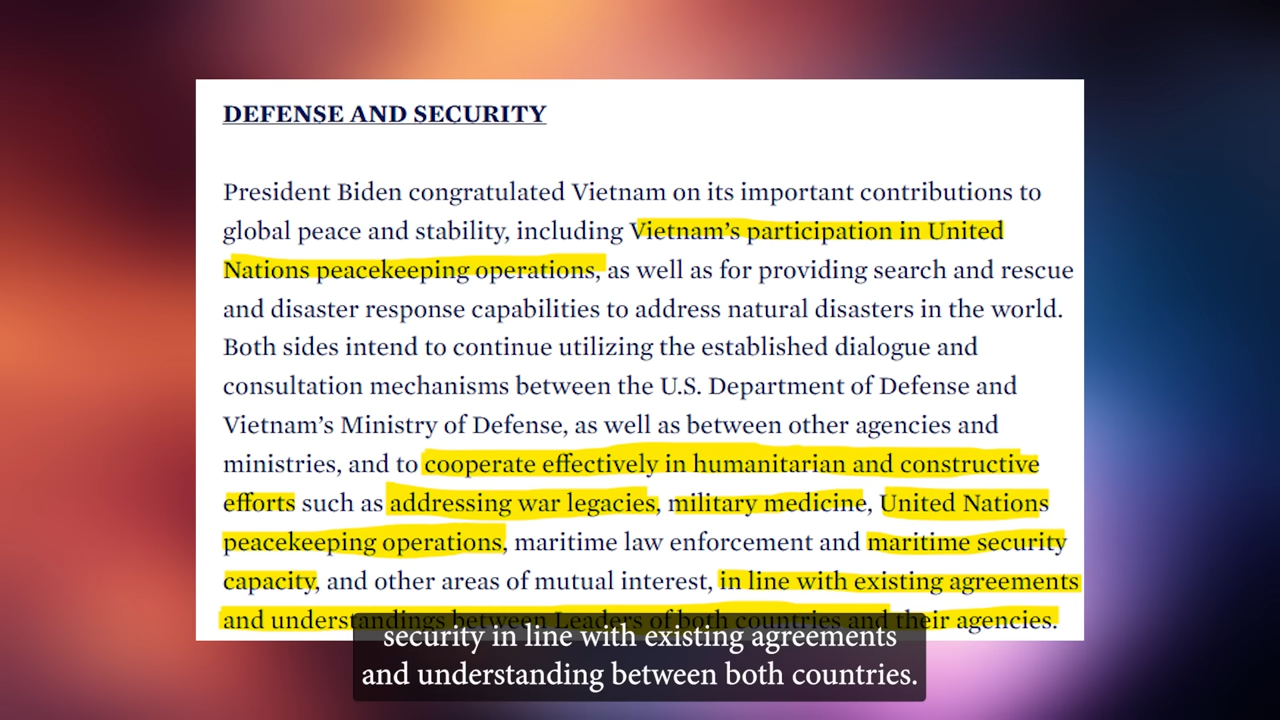 DEFENSE AND SECURITY
President Biden congratulated Vietnam on its important contributions to
global peace and stability, including Vietnam’s participation in United
Nations peacekeeping operations, as well as for providing search and rescue
and disaster response capabilities to address natural disasters in the world.
Both sides intend to continue utilizing the established dialogue and
consultation mechanisms between the U.S. Department of Defense and
Vietnam’s Ministry of Defense, as well as between other agencies and
ministries, and to cooperate effectively in humanitarian and constructive
efforts such as addressing war legacies, military medicine, United Nations
peacekeeping operations, maritime law enforcement and maritime security
capacity, and other areas of mutual interest, in line with existing agreements
and understandings between Leaders of both countries and their agencies.
security in line with existing agreements
and understanding between both countries.